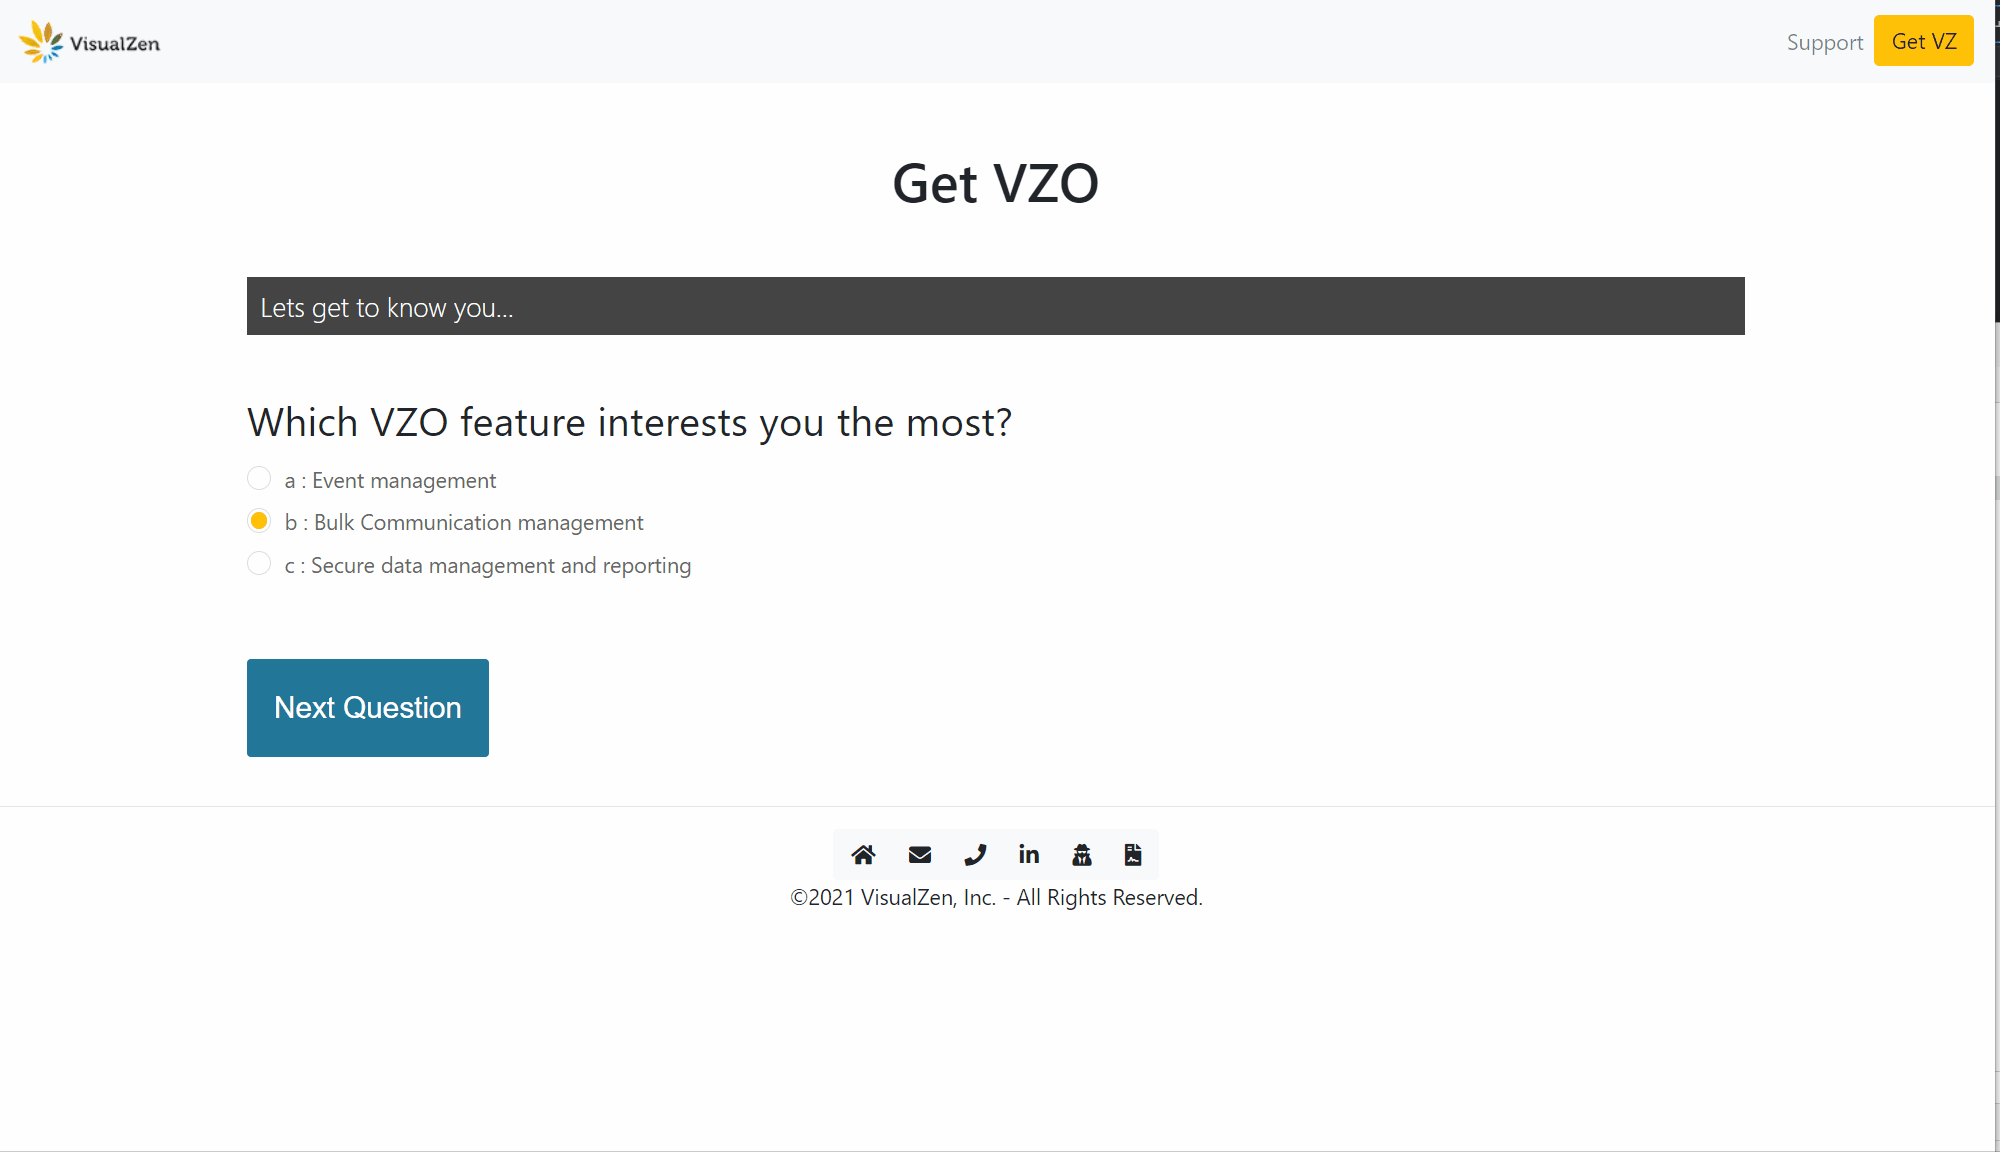 VisualZen
Support
Get VZ
Get VZO
Lets get to know you...
Which VZO feature interests you the most?
a : Event management
b : Bulk Communication management
c : Secure data management and reporting
Next Question
©2021 VisualZen, Inc. - All Rights Reserved.